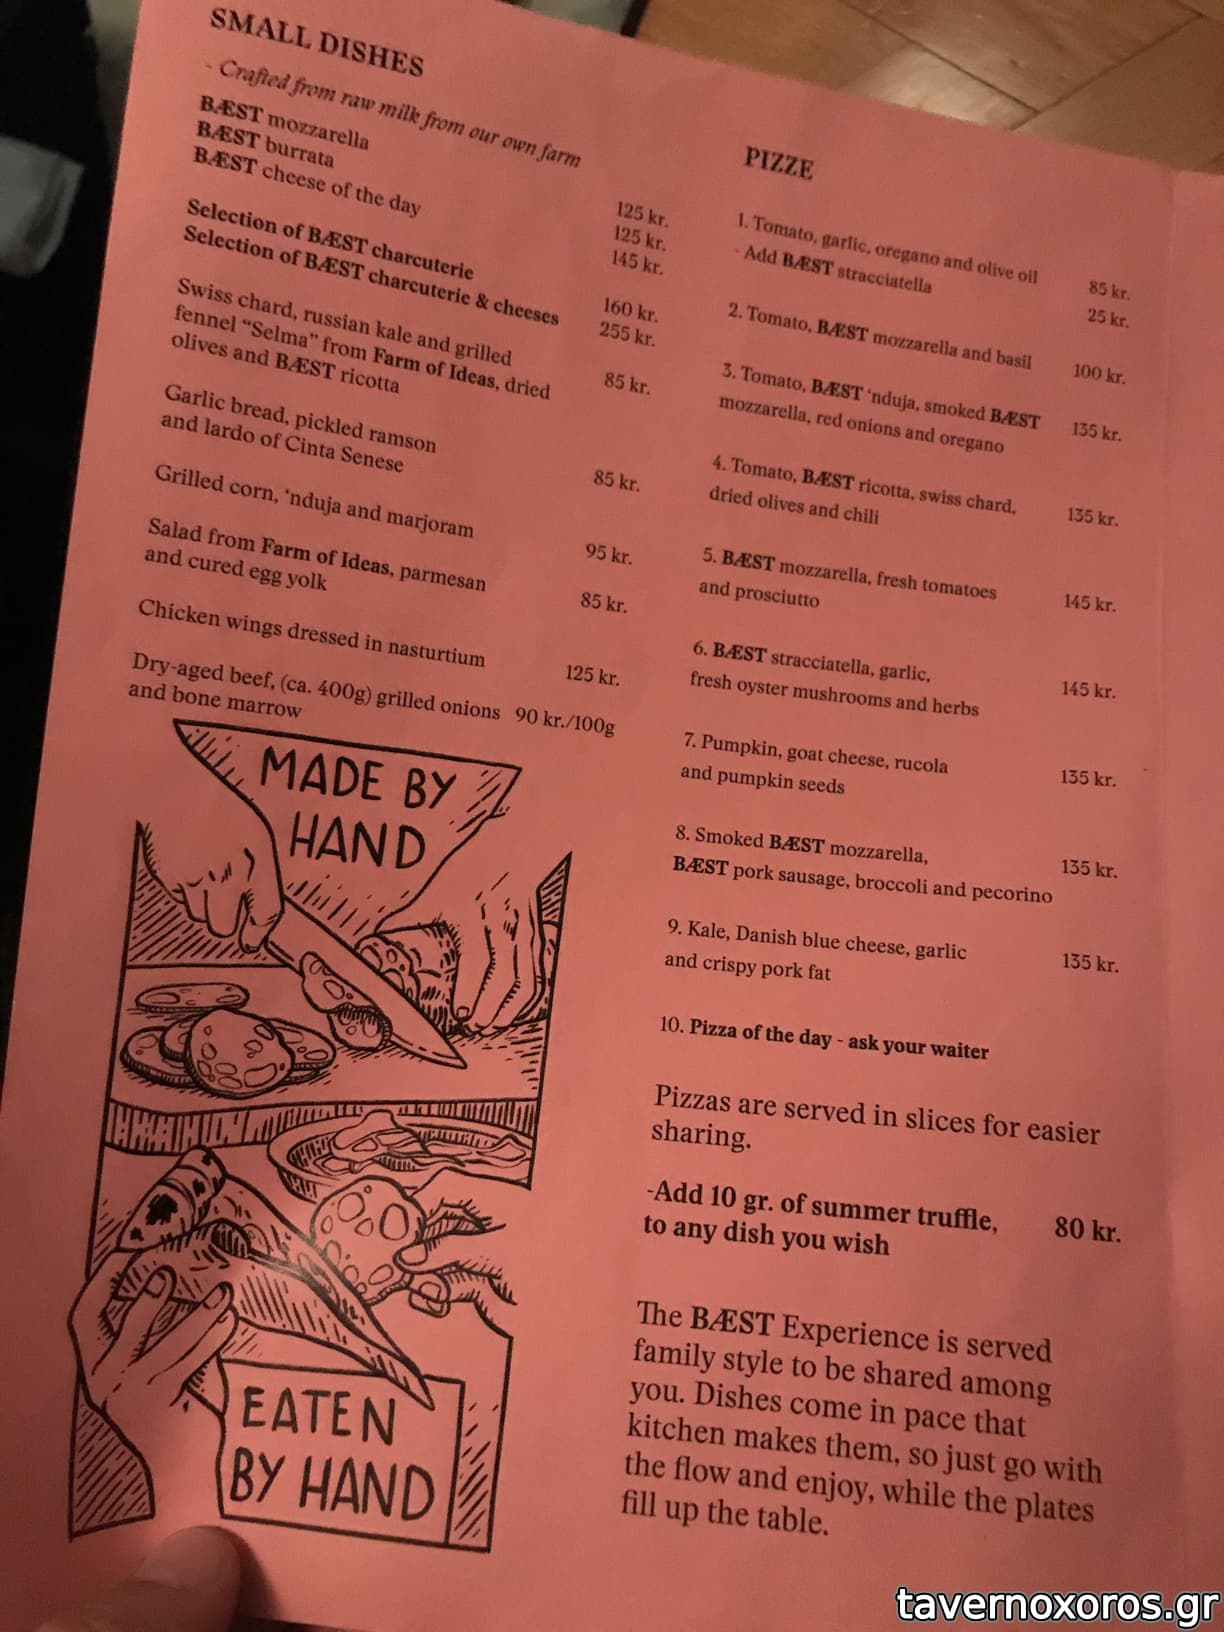 SMALL DISHES
- Crafted from raw milk from our own farm
BÆST mozzarella 125 kr.
BÆST burrata 125 kr.
BÆST cheese of the day 145 kr.
Selection of BÆST charcuterie 160 kr.
Selection of BÆST charcuterie & cheeses 255 kr.
Swiss chard, russian kale and grilled
fennel “Selma” from Farm of Ideas, dried 85 kr.
olives and BÆST ricotta
Garlic bread, pickled ramson
and lardo of Cinta Senese 85 kr.
Grilled corn, ‘nduja and marjoram 95 kr.
Salad from Farm of Ideas, parmesan 85 kr.
and cured egg yolk
Chicken wings dressed in nasturtium 125 kr.
Dry-aged beef, (ca. 400g) grilled onions 90 kr./100g
and bone marrow
MADE BY
HAND
EATEN
BY HAND
PIZZE
1. Tomato, garlic, oregano and olive oil 85 kr.
- Add BÆST stracciatella 25 kr.
2. Tomato, BÆST mozzarella and basil 100 kr.
3. Tomato, BÆST ‘nduja, smoked BÆST 135 kr.
mozzarella, red onions and oregano
4. Tomato, BÆST ricotta, swiss chard, 135 kr.
dried olives and chili
5. BÆST mozzarella, fresh tomatoes 145 kr.
and prosciutto
6. BÆST stracciatella, garlic, 145 kr.
fresh oyster mushrooms and herbs
7. Pumpkin, goat cheese, rucola 135 kr.
and pumpkin seeds
8. Smoked BÆST mozzarella, 135 kr.
BÆST pork sausage, broccoli and pecorino
9. Kale, Danish blue cheese, garlic 135 kr.
and crispy pork fat
10. Pizza of the day - ask your waiter
Pizzas are served in slices for easier
sharing.
-Add 10 gr. of summer truffle, 80 kr.
to any dish you wish
The BÆST Experience is served
family style to be shared among
you. Dishes come in pace that
kitchen makes them, so just go with
the flow and enjoy, while the plates
fill up the table.
tavernoxoros.gr